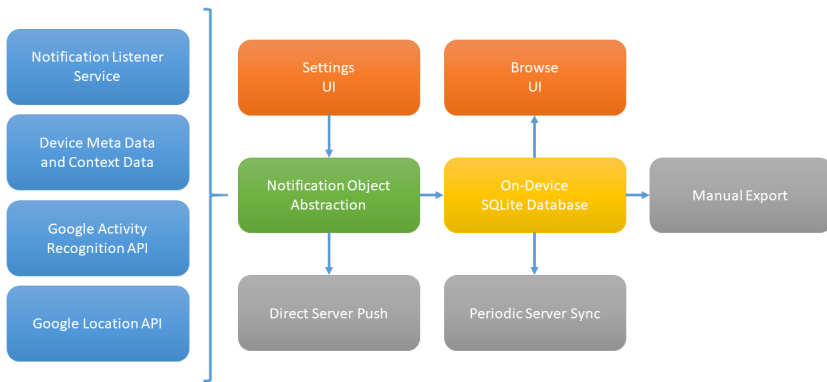 Notification Listener
Service
Device Meta Data
and Context Data
Google Activity
Recognition API
Google Location API
Settings
UI
Browse
UI
Notification Object
Abstraction
On-Device
SQLite Database
Manual Export
Direct Server Push
Periodic Server Sync